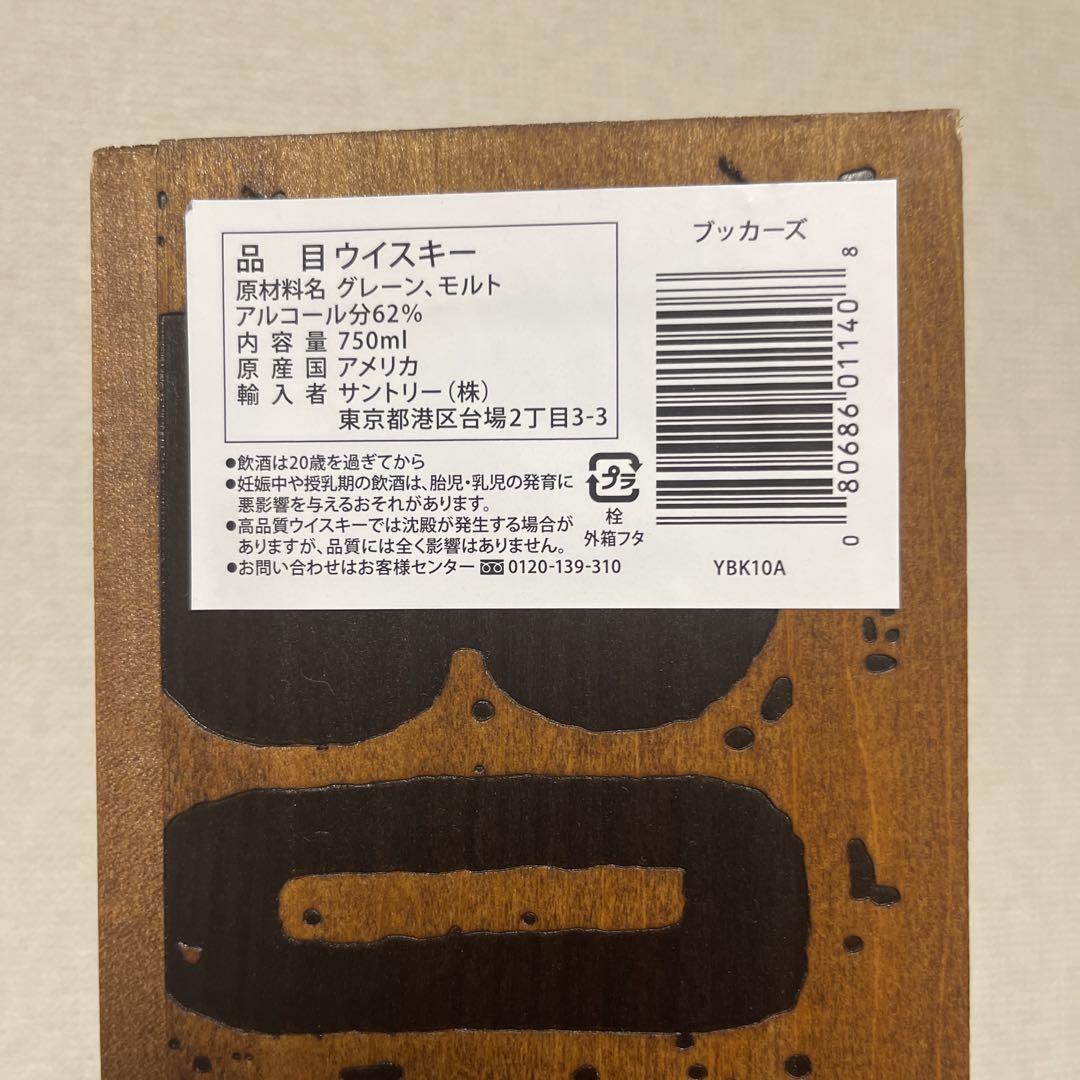 品 目 ウイスキー
原材料名 グレーン、モルト
アルコール分62%
内容量 750ml
原産国 アメリカ
輸入者 サントリー(株)
東京都港区台場2丁目3-3
●飲酒は20歳を過ぎてから
●妊娠中や授乳期の飲酒は、胎児・乳児の発育に
悪影響を与えるおそれがあります。
●高品質ウイスキーでは沈殿が発生する場合が
ありますが、品質には全く影響はありません。
●お問い合わせはお客様センター 0120-139-310
プラ
栓
外箱フタ
ブッカーズ
0 80686 01140 8
YBK10A